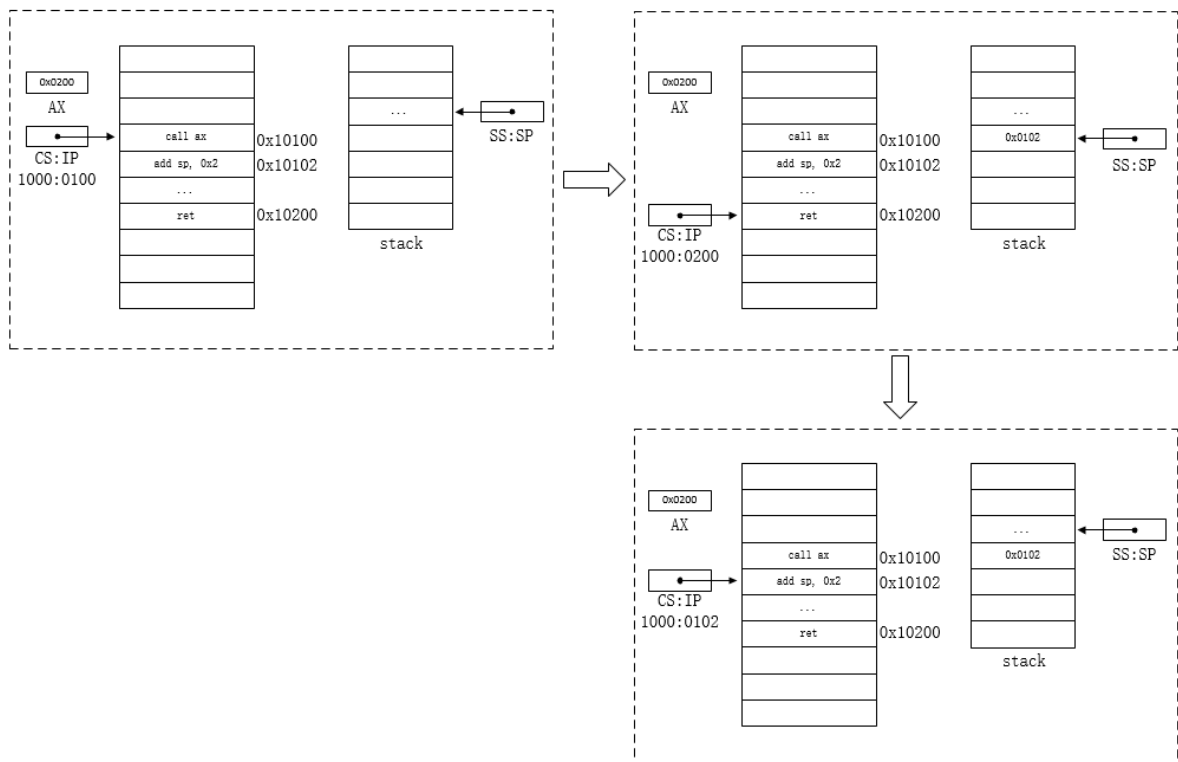 0x0200
AX
...
SS:SP
call ax 0x10100
CS:IP
add sp, 0x2 0x10102
1000:0100
...
ret 0x10200
stack
0x0200
AX
...
call ax 0x10100
0x0102
SS:SP
add sp, 0x2 0x10102
...
ret 0x10200
CS:IP
1000:0200
stack
0x0200
AX
...
SS:SP
call ax 0x10100
0x0102
add sp, 0x2 0x10102
CS:IP
1000:0102
...
ret 0x10200
stack